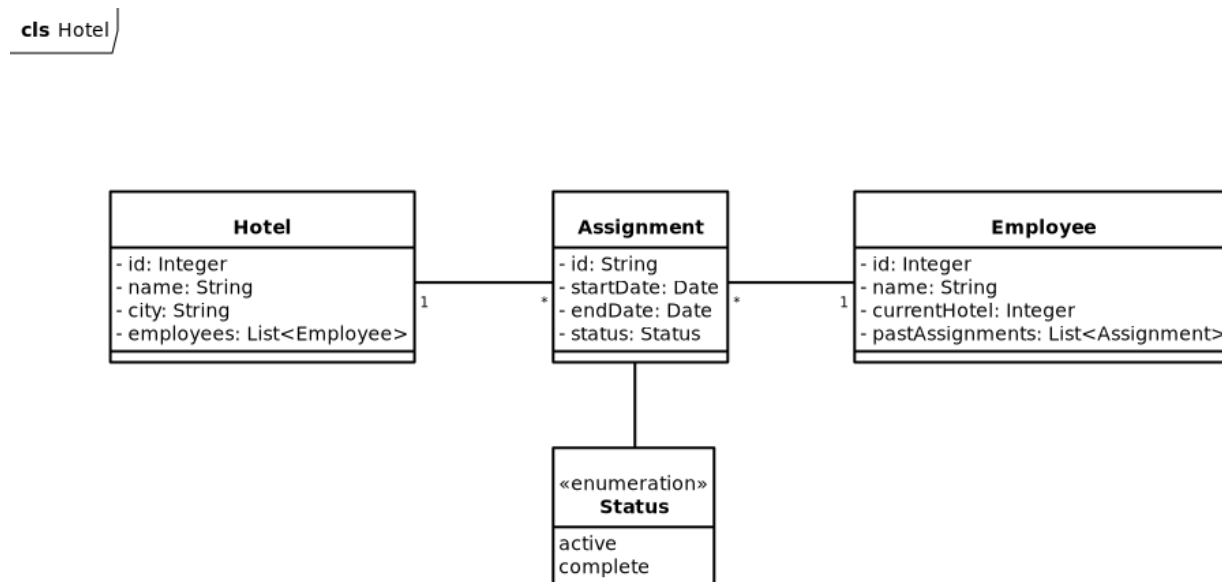 cls Hotel
Hotel
- id: Integer
- name: String
- city: String
- employees: List<Employee>
1
*
Assignment
- id: String
- startDate: Date
- endDate: Date
- status: Status
*
1
Employee
- id: Integer
- name: String
- currentHotel: Integer
- pastAssignments: List<Assignment>
«enumeration»
Status
active
complete